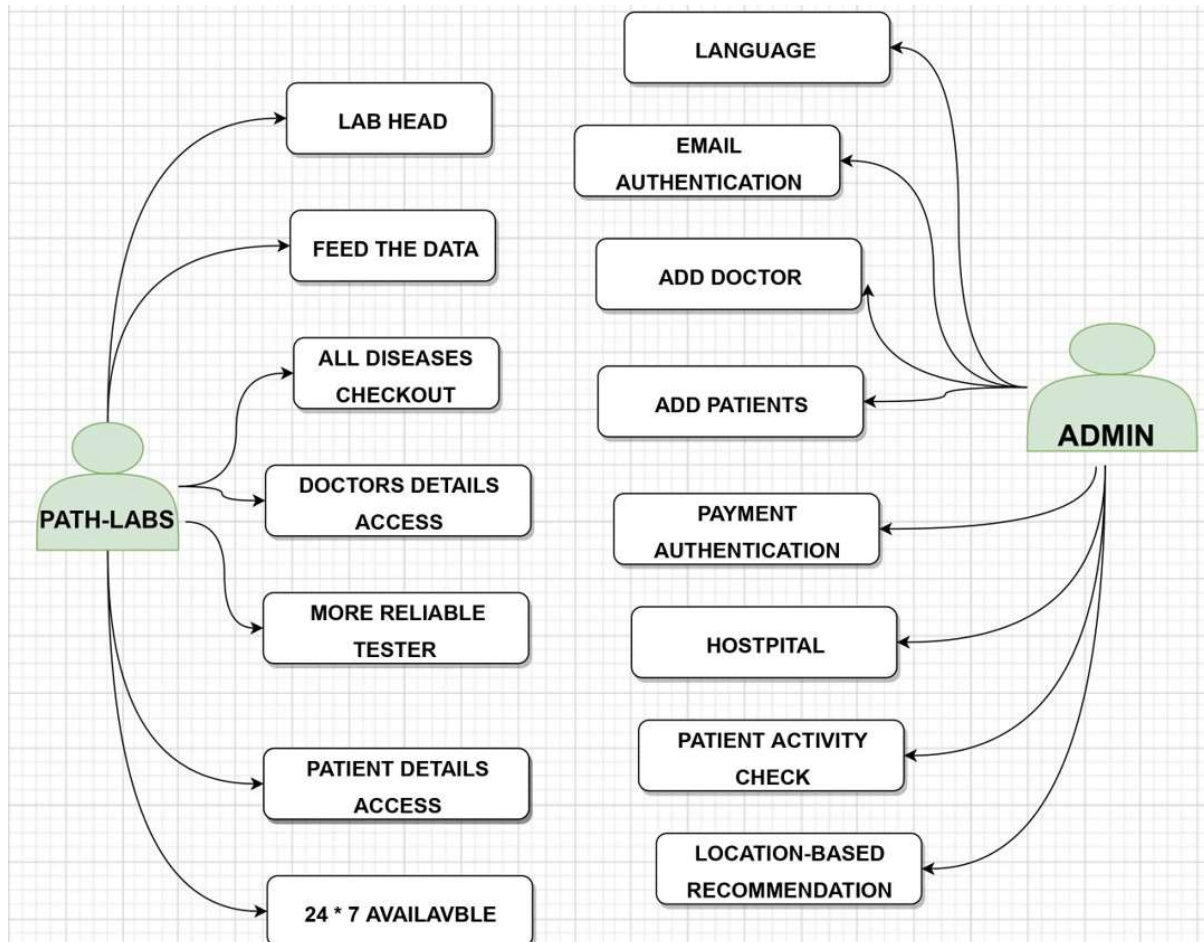 LAB HEAD
FEED THE DATA
ALL DISEASES
CHECKOUT
PATH-LABS
DOCTORS DETAILS
ACCESS
MORE RELIABLE
TESTER
PATIENT DETAILS
ACCESS
24 * 7 AVAILAVBLE
LANGUAGE
EMAIL
AUTHENTICATION
ADD DOCTOR
ADD PATIENTS
ADMIN
PAYMENT
AUTHENTICATION
HOSTPITAL
PATIENT ACTIVITY
CHECK
LOCATION-BASED
RECOMMENDATION